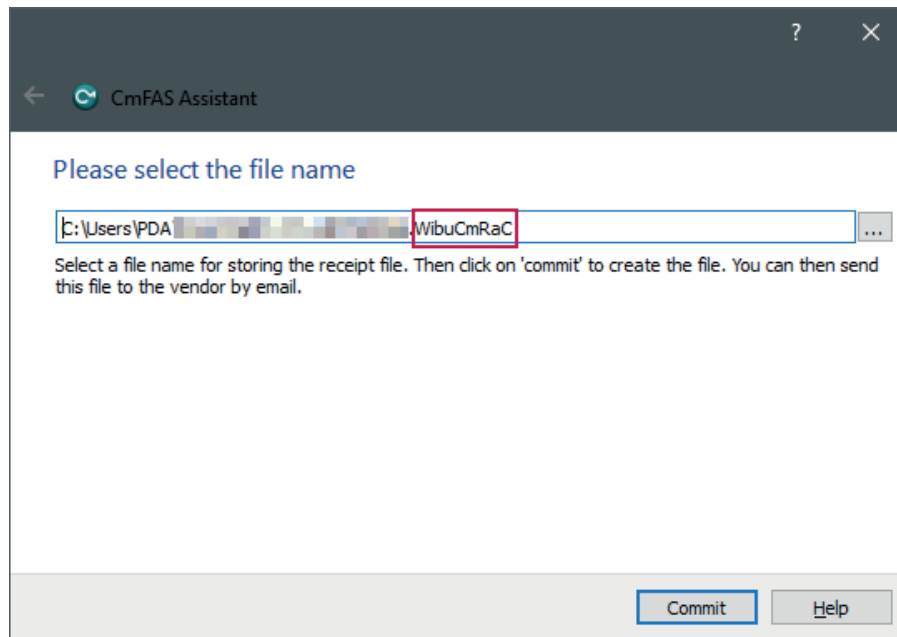 ?
CmFAS Assistant
Please select the file name
C:\Users\PDA .WibuCmRaC ...
Select a file name for storing the receipt file. Then click on 'commit' to create the file. You can then send
this file to the vendor by email.
Commit Help